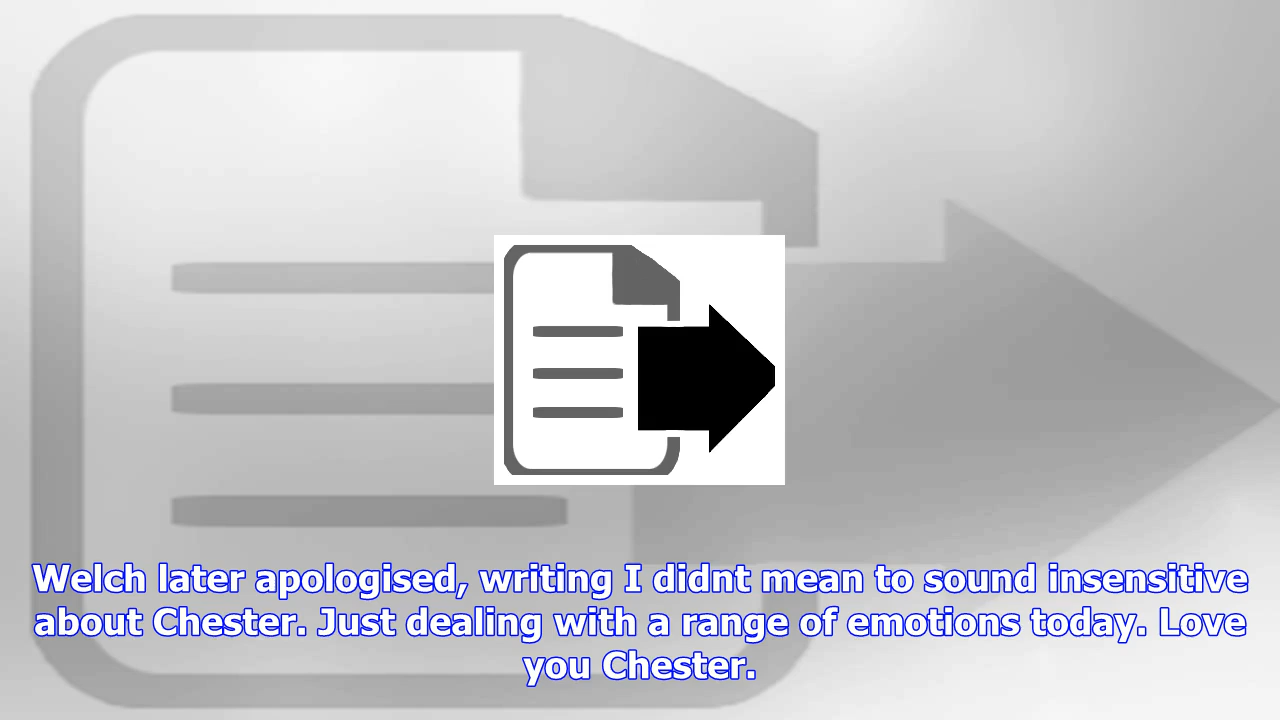 Welch later apologised, writing I didnt mean to sound insensitive
about Chester. Just dealing with a range of emotions today. Love
you Chester.